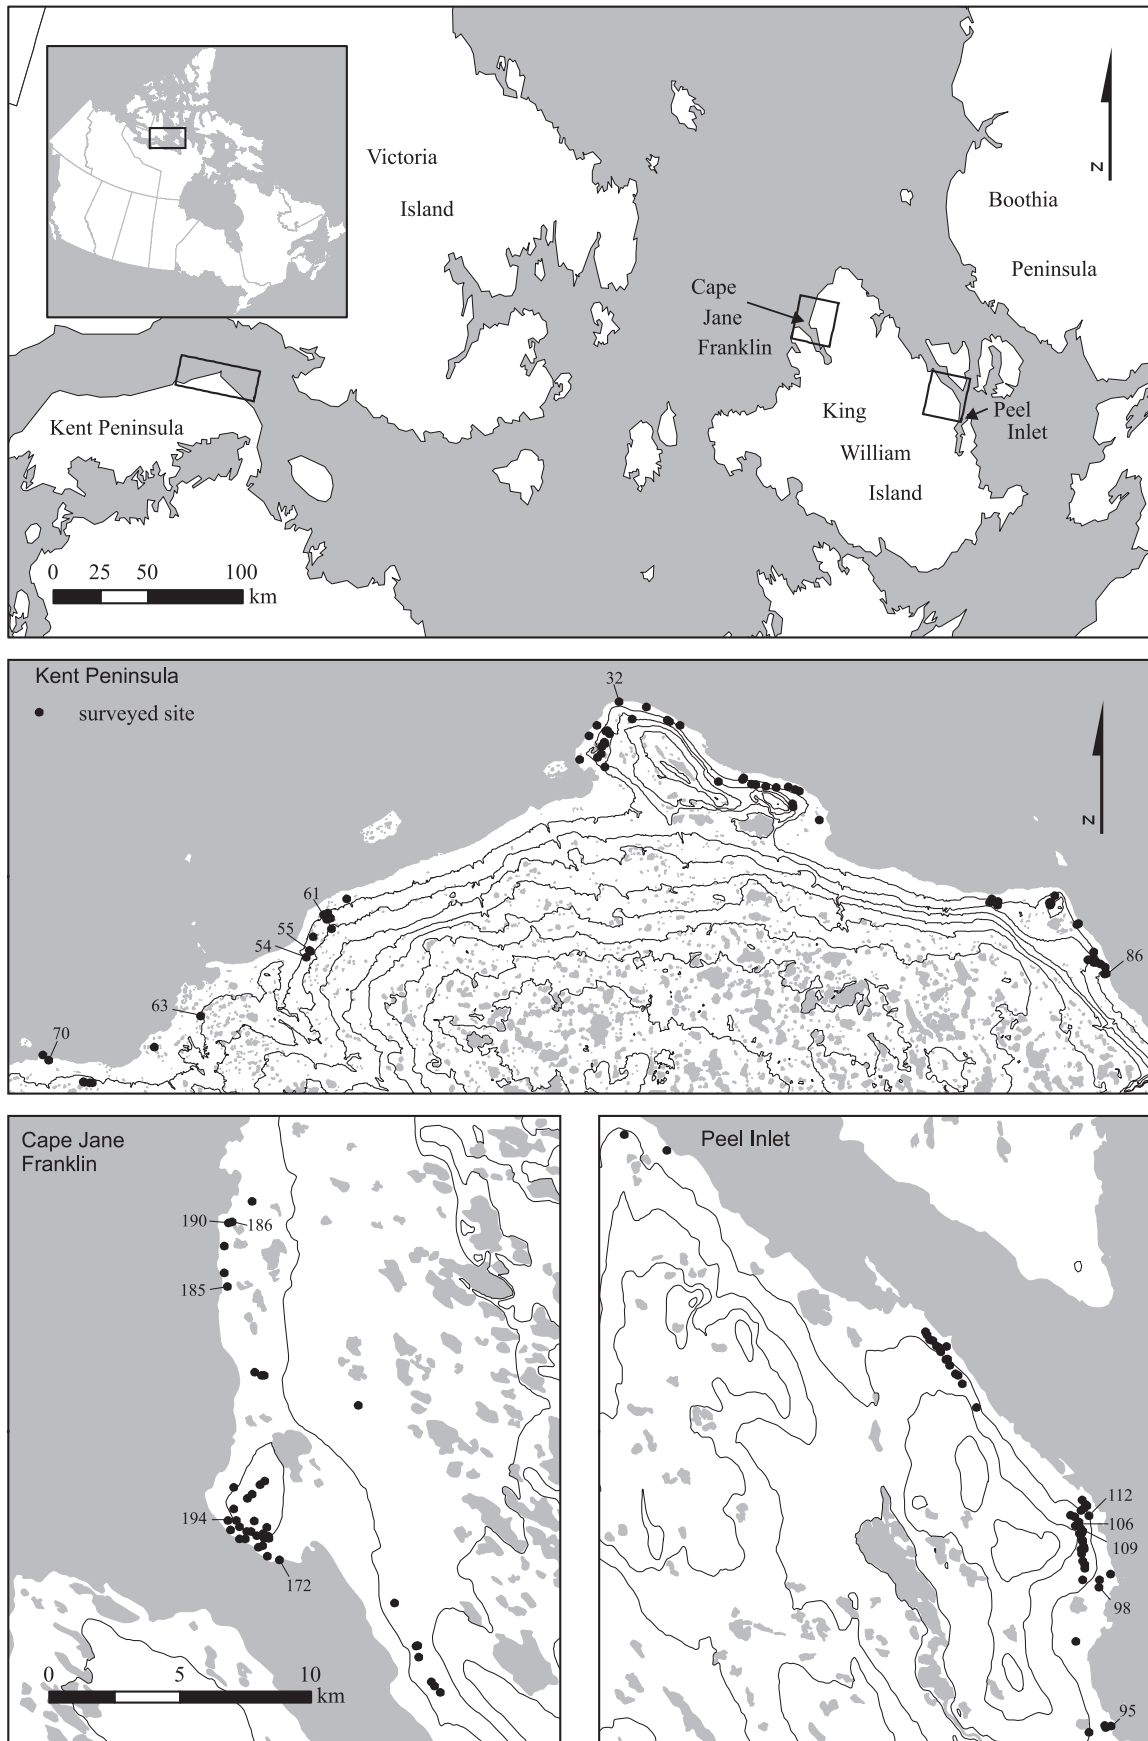 Victoria
Island
Boothia
Peninsula
N
Cape
Jane
Franklin
King
William
Island
Peel
Inlet
Kent Peninsula
0 25 50 100
km
Kent Peninsula
surveyed site
32
N
61
55
54
63
70
86
Cape Jane
Franklin
190
186
185
194
172
0 5 10
km
Peel Inlet
112
106
109
98
95